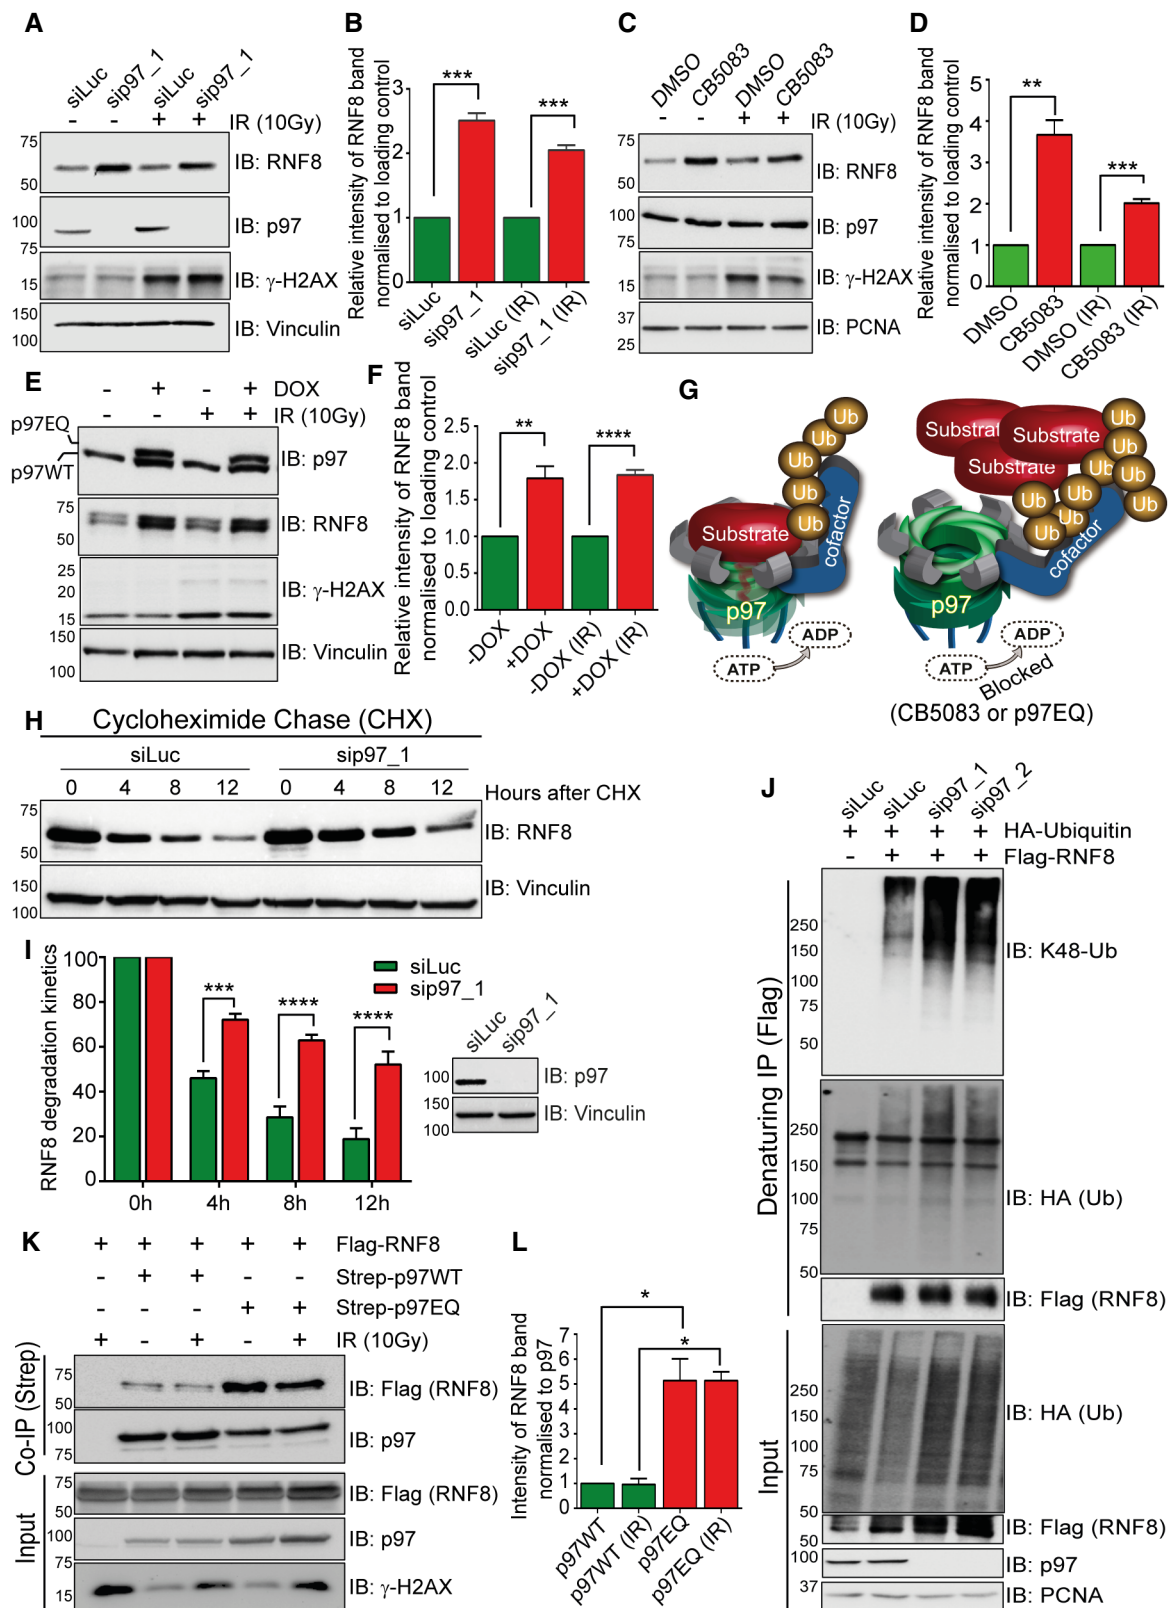 A
siLuc
sip97_1
siLuc
sip97_1
- - + + IR (10Gy)
75
50
IB: RNF8
100
75
IB: p97
15
IB: γ-H2AX
150
100
IB: Vinculin
B
Relative intensity of RNF8 band
normalised to loading control
3
2
1
0
***
***
siLuc
sip97_1
siLuc (IR)
sip97_1 (IR)
C
DMSO
CB5083
DMSO
CB5083
- - + + IR (10Gy)
75
50
IB: RNF8
100
75
IB: p97
15
IB: γ-H2AX
37
25
IB: PCNA
D
Relative intensity of RNF8 band
normalised to loading control
5
4
3
2
1
0
**
***
DMSO
CB5083
DMSO (IR)
CB5083 (IR)
E
- + - + DOX
- - + + IR (10Gy)
p97EQ
p97WT
IB: p97
75
50
IB: RNF8
25
20
15
IB: γ-H2AX
150
100
IB: Vinculin
F
Relative intensity of RNF8 band
normalised to loading control
2.5
2.0
1.5
1.0
0.5
0.0
**
****
-DOX
+DOX
-DOX (IR)
+DOX (IR)
G
Ub
Ub
Ub
Ub
Ub
Substrate
cofactor
p97
ATP
ADP
Substrat
Substrate
Substrate
Ub
Ub
Ub
Ub
Ub
Ub
Ub
Ub
Ub
cofactor
p97
ATP
ADP
Blocked
(CB5083 or p97EQ)
H
Cycloheximide Chase (CHX)
siLuc
sip97_1
0 4 8 12 0 4 8 12 Hours after CHX
75
50
IB: RNF8
150
100
IB: Vinculin
I
RNF8 degradation kinetics
100
80
60
40
20
0
***
****
****
siLuc
sip97_1
0h 4h 8h 12h
siLuc
sip97_1
100
IB: p97
150
100
IB: Vinculin
J
siLuc
siLuc
sip97_1
sip97_2
+ + + + HA-Ubiquitin
- + + + Flag-RNF8
Denaturing IP (Flag)
250
150
100
75
50
IB: K48-Ub
250
150
100
75
50
IB: HA (Ub)
IB: Flag (RNF8)
Input
250
150
100
75
50
IB: HA (Ub)
50
IB: Flag (RNF8)
100
IB: p97
37
IB: PCNA
K
+ + + + + Flag-RNF8
- + + - - Strep-p97WT
- - - + + Strep-p97EQ
+ - + - + IR (10Gy)
Co-IP (Strep)
75
50
IB: Flag (RNF8)
100
75
IB: p97
Input
75
50
IB: Flag (RNF8)
100
75
IB: p97
15
IB: γ-H2AX
L
Intensity of RNF8 band
normalised to p97
7
6
5
4
3
2
1
0
*
*
p97WT
p97WT (IR)
p97EQ
p97EQ (IR)